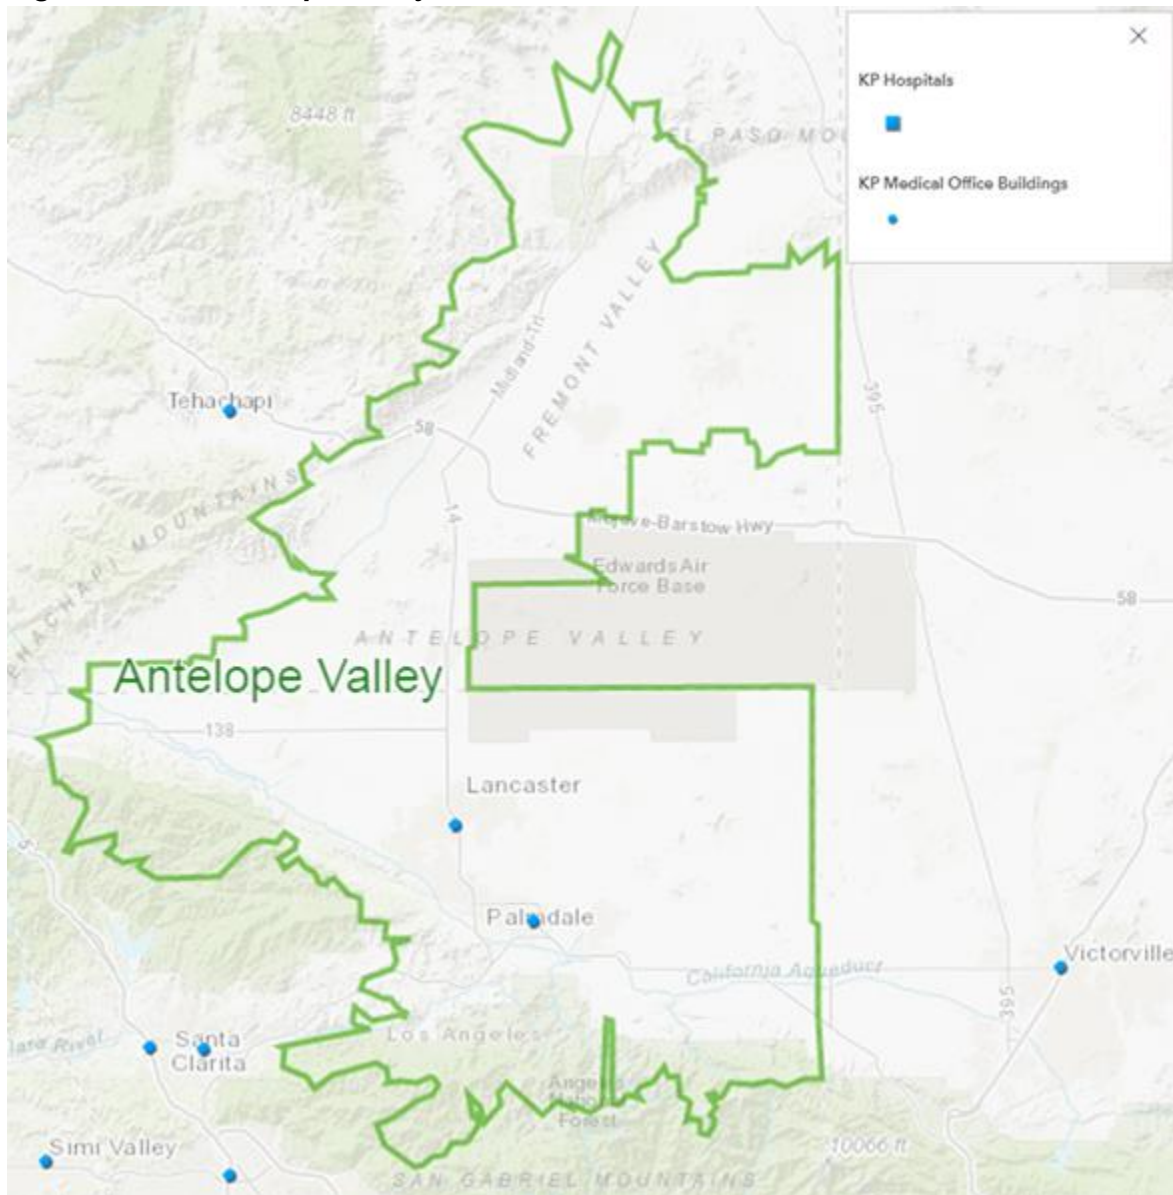 KP Hospitals
KP Medical Office Buildings
8448 ft
EL PASO MOU
Midland-Trl
FREMONT VALLEY
395
Tehachapi
58
TEHACHAPI MOUNTAINS
14
Mojave-Barstow Hwy
Edwards Air
Force Base
58
ANTELOPE VALLEY
Antelope Valley
138
Lancaster
5
Palmdale
Victorville
California Aqueduct
395
Santa
Clarita
Los Angeles
Angeles
National
Forest
Simi Valley
10066 ft
SAN GABRIEL MOUNTAINS